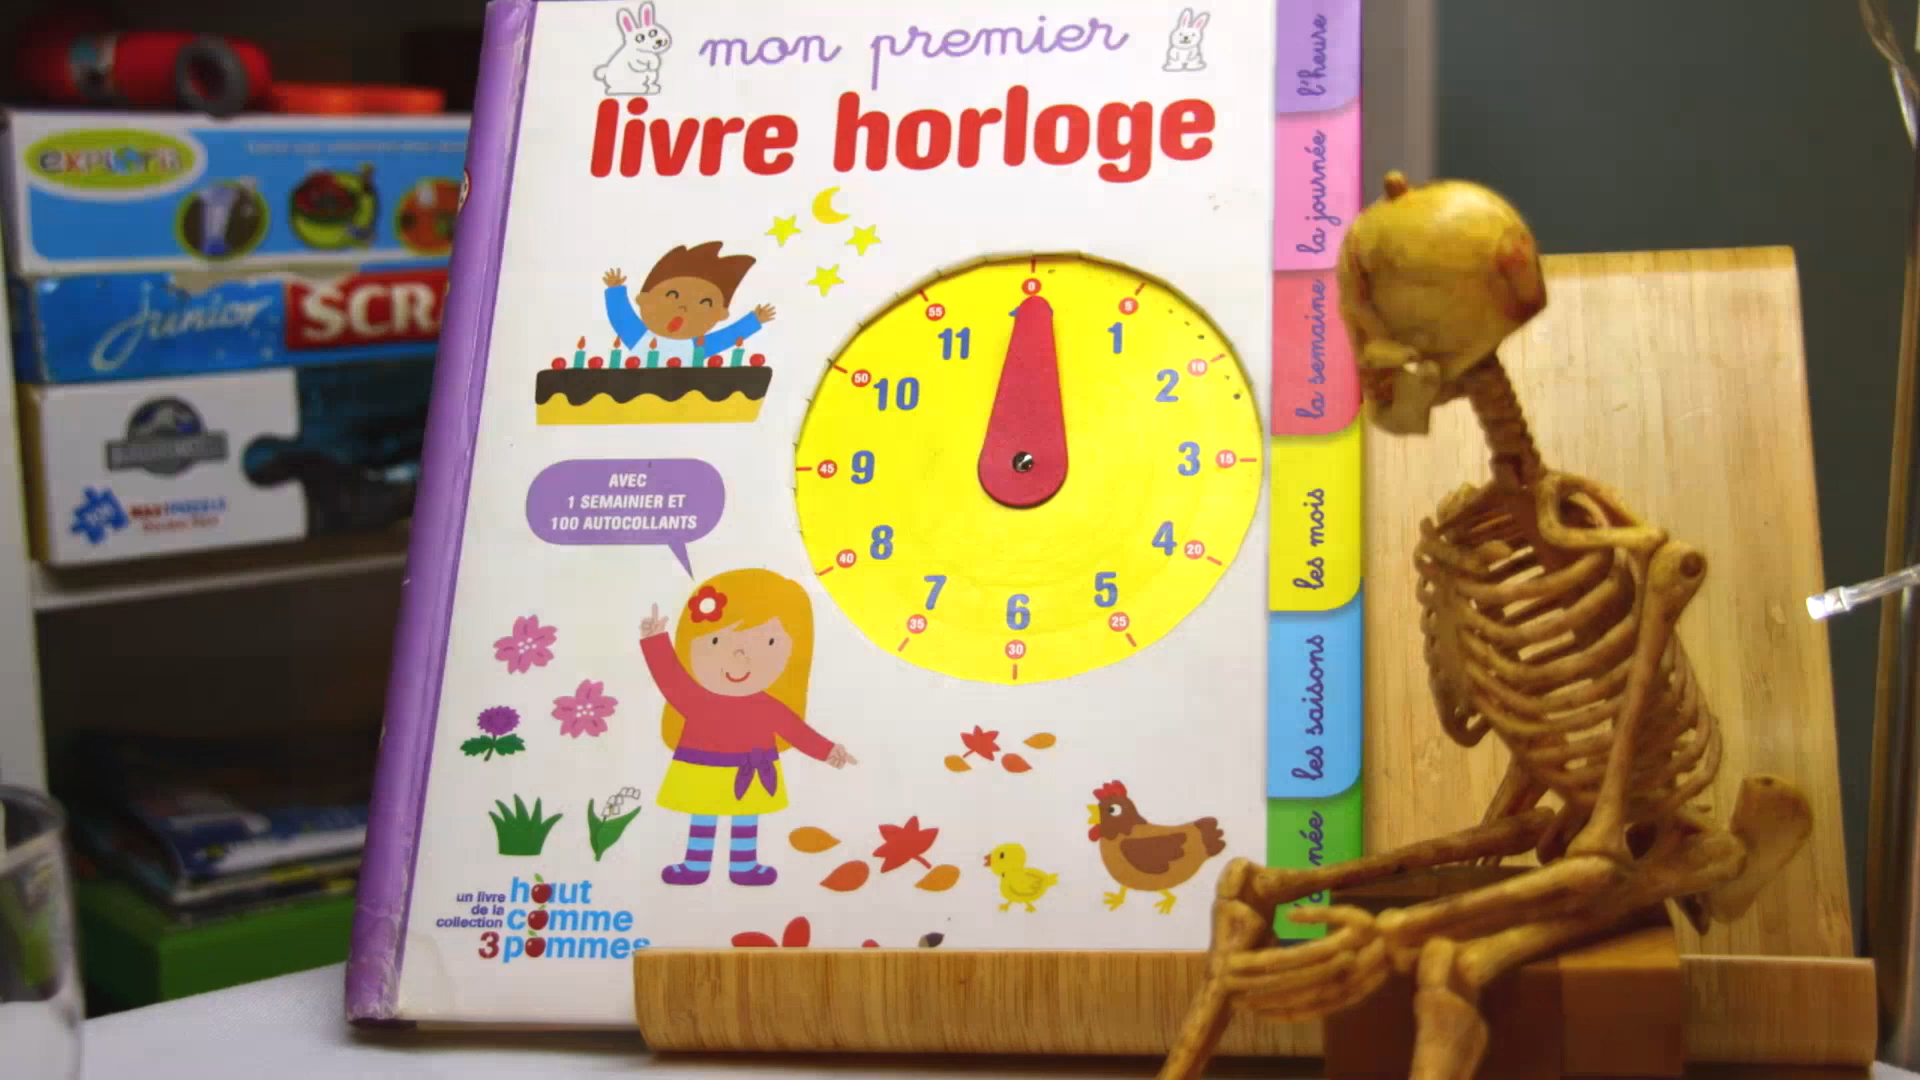 mon premier
livre horloge
l'heure
la journée
la semaine
les mois
les saisons
0
5
10
15
20
25
30
35
40
45
50
55
1
2
3
4
5
6
7
8
9
10
11
AVEC
1 SEMAINIER ET
100 AUTOCOLLANTS
un livre
de la
collection
haut
comme
3 pommes
exploria
Junior
SCR